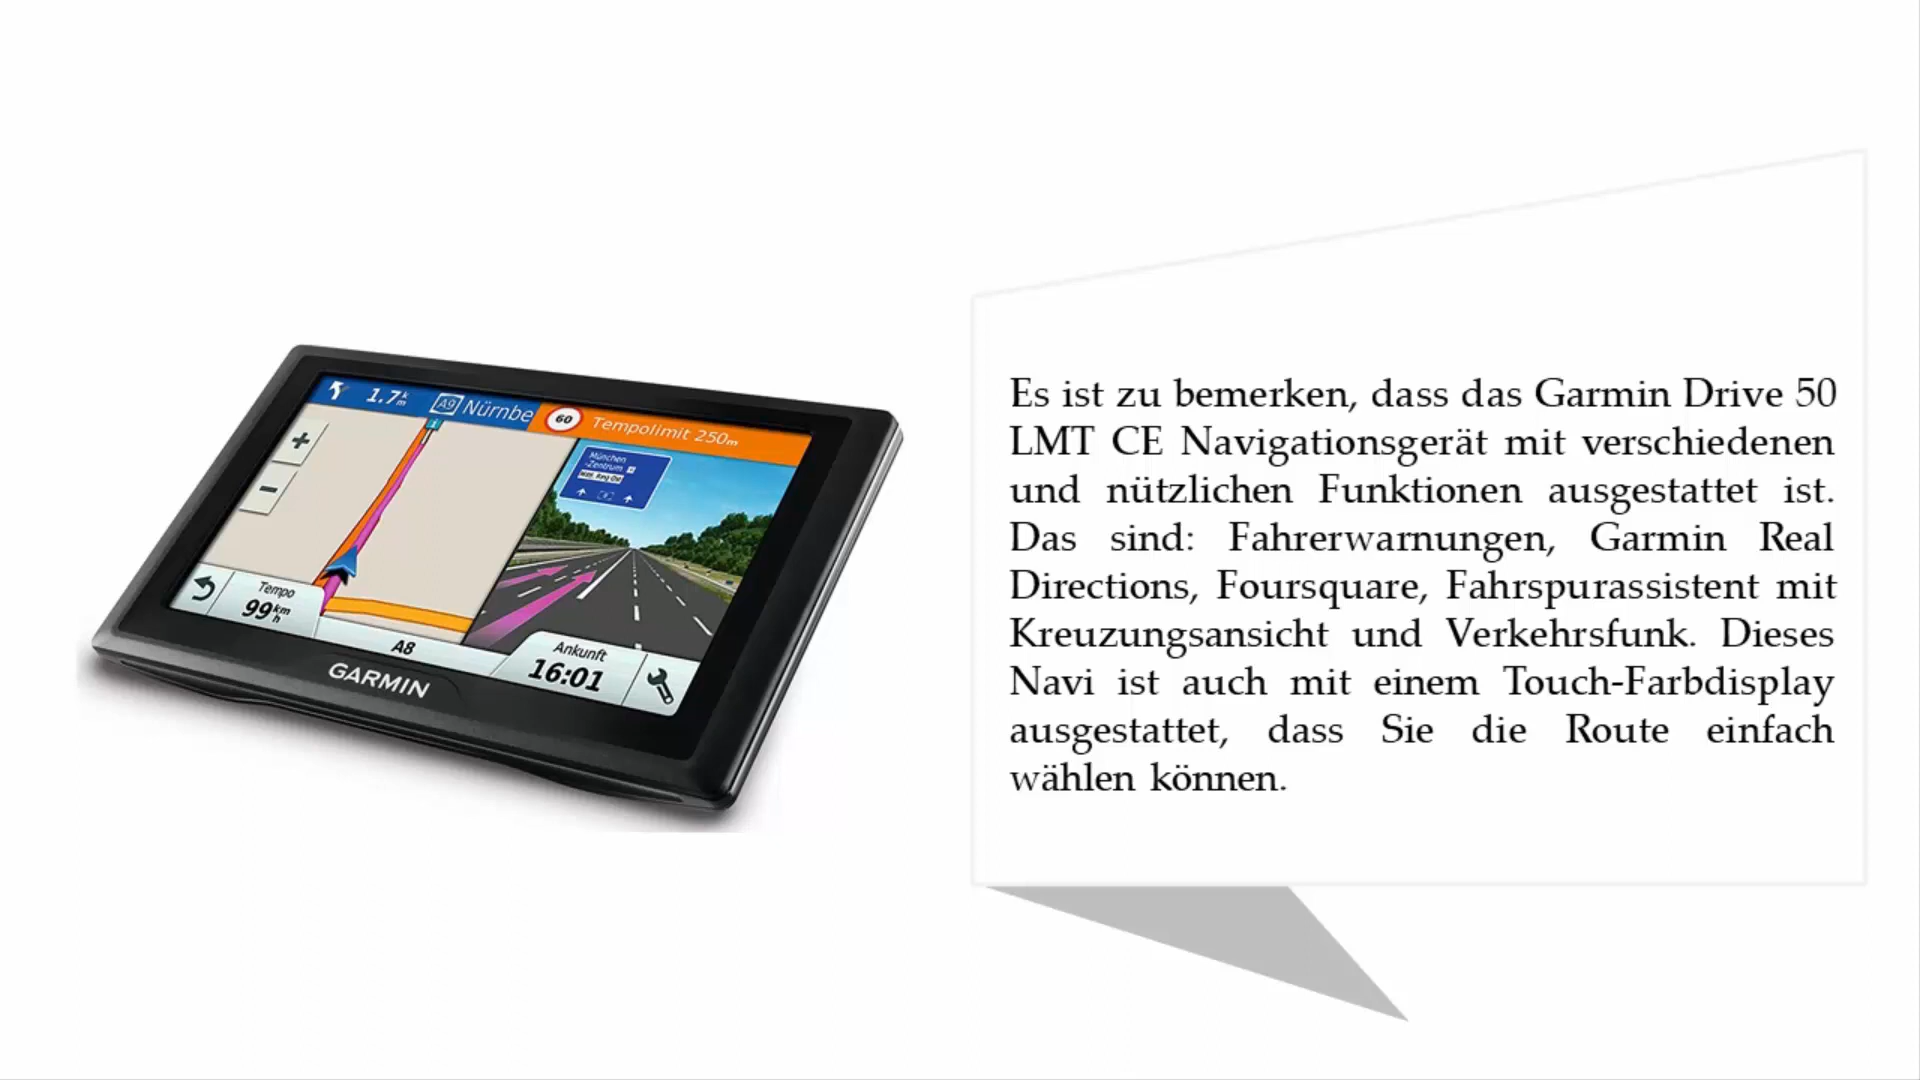 1.7 km
A9 Nürnbe
60
Tempolimit 250m
München
-Zentrum
+
−
Tempo
99 km/h
A8
Ankunft
16:01
GARMIN
Es ist zu bemerken, dass das Garmin Drive 50
LMT CE Navigationsgerät mit verschiedenen
und nützlichen Funktionen ausgestattet ist.
Das sind: Fahrerwarnungen, Garmin Real
Directions, Foursquare, Fahrspurassistent mit
Kreuzungsansicht und Verkehrsfunk. Dieses
Navi ist auch mit einem Touch-Farbdisplay
ausgestattet, dass Sie die Route einfach
wählen können.